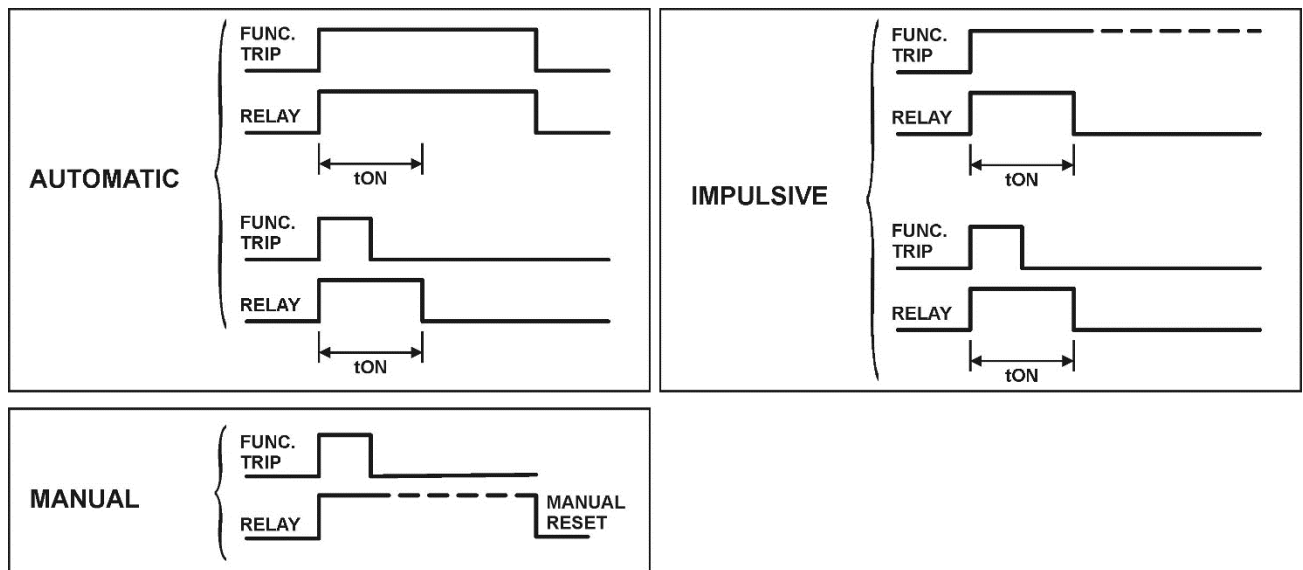 AUTOMATIC
FUNC.
TRIP
RELAY
tON
FUNC.
TRIP
RELAY
tON
IMPULSIVE
FUNC.
TRIP
RELAY
tON
FUNC.
TRIP
RELAY
tON
MANUAL
FUNC.
TRIP
RELAY
MANUAL
RESET